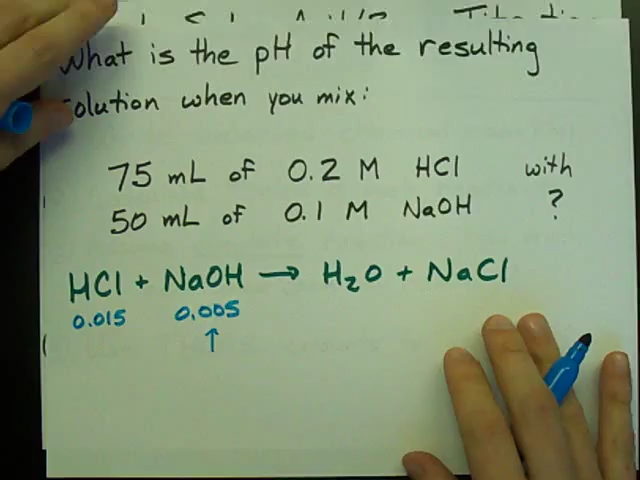 What is the pH of the resulting
solution when you mix:
75 mL of 0.2 M HCl with
50 mL of 0.1 M NaOH ?
HCl + NaOH → H₂O + NaCl
0.015 0.005
↑